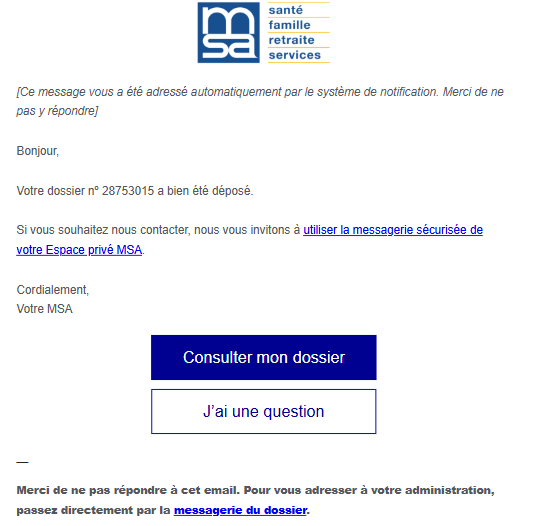 msa
santé
famille
retraite
services
[Ce message vous a été adressé automatiquement par le système de notification. Merci de ne
pas y répondre]
Bonjour,
Votre dossier nº 28753015 a bien été déposé.
Si vous souhaitez nous contacter, nous vous invitons à utiliser la messagerie sécurisée de
votre Espace privé MSA.
Cordialement,
Votre MSA
Consulter mon dossier
J’ai une question
—
Merci de ne pas répondre à cet email. Pour vous adresser à votre administration,
passez directement par la messagerie du dossier.